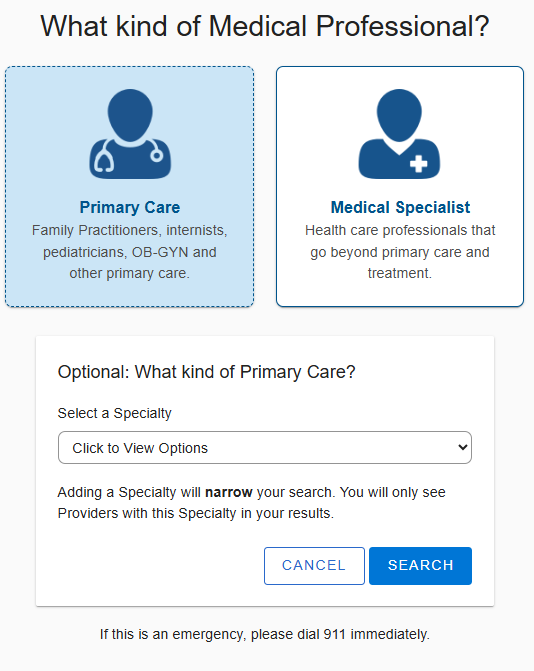 What kind of Medical Professional?
Primary Care
Family Practitioners, internists,
pediatricians, OB-GYN and
other primary care.
Medical Specialist
Health care professionals that
go beyond primary care and
treatment.
Optional: What kind of Primary Care?
Select a Specialty
Click to View Options
Adding a Specialty will narrow your search. You will only see
Providers with this Specialty in your results.
CANCEL
SEARCH
If this is an emergency, please dial 911 immediately.